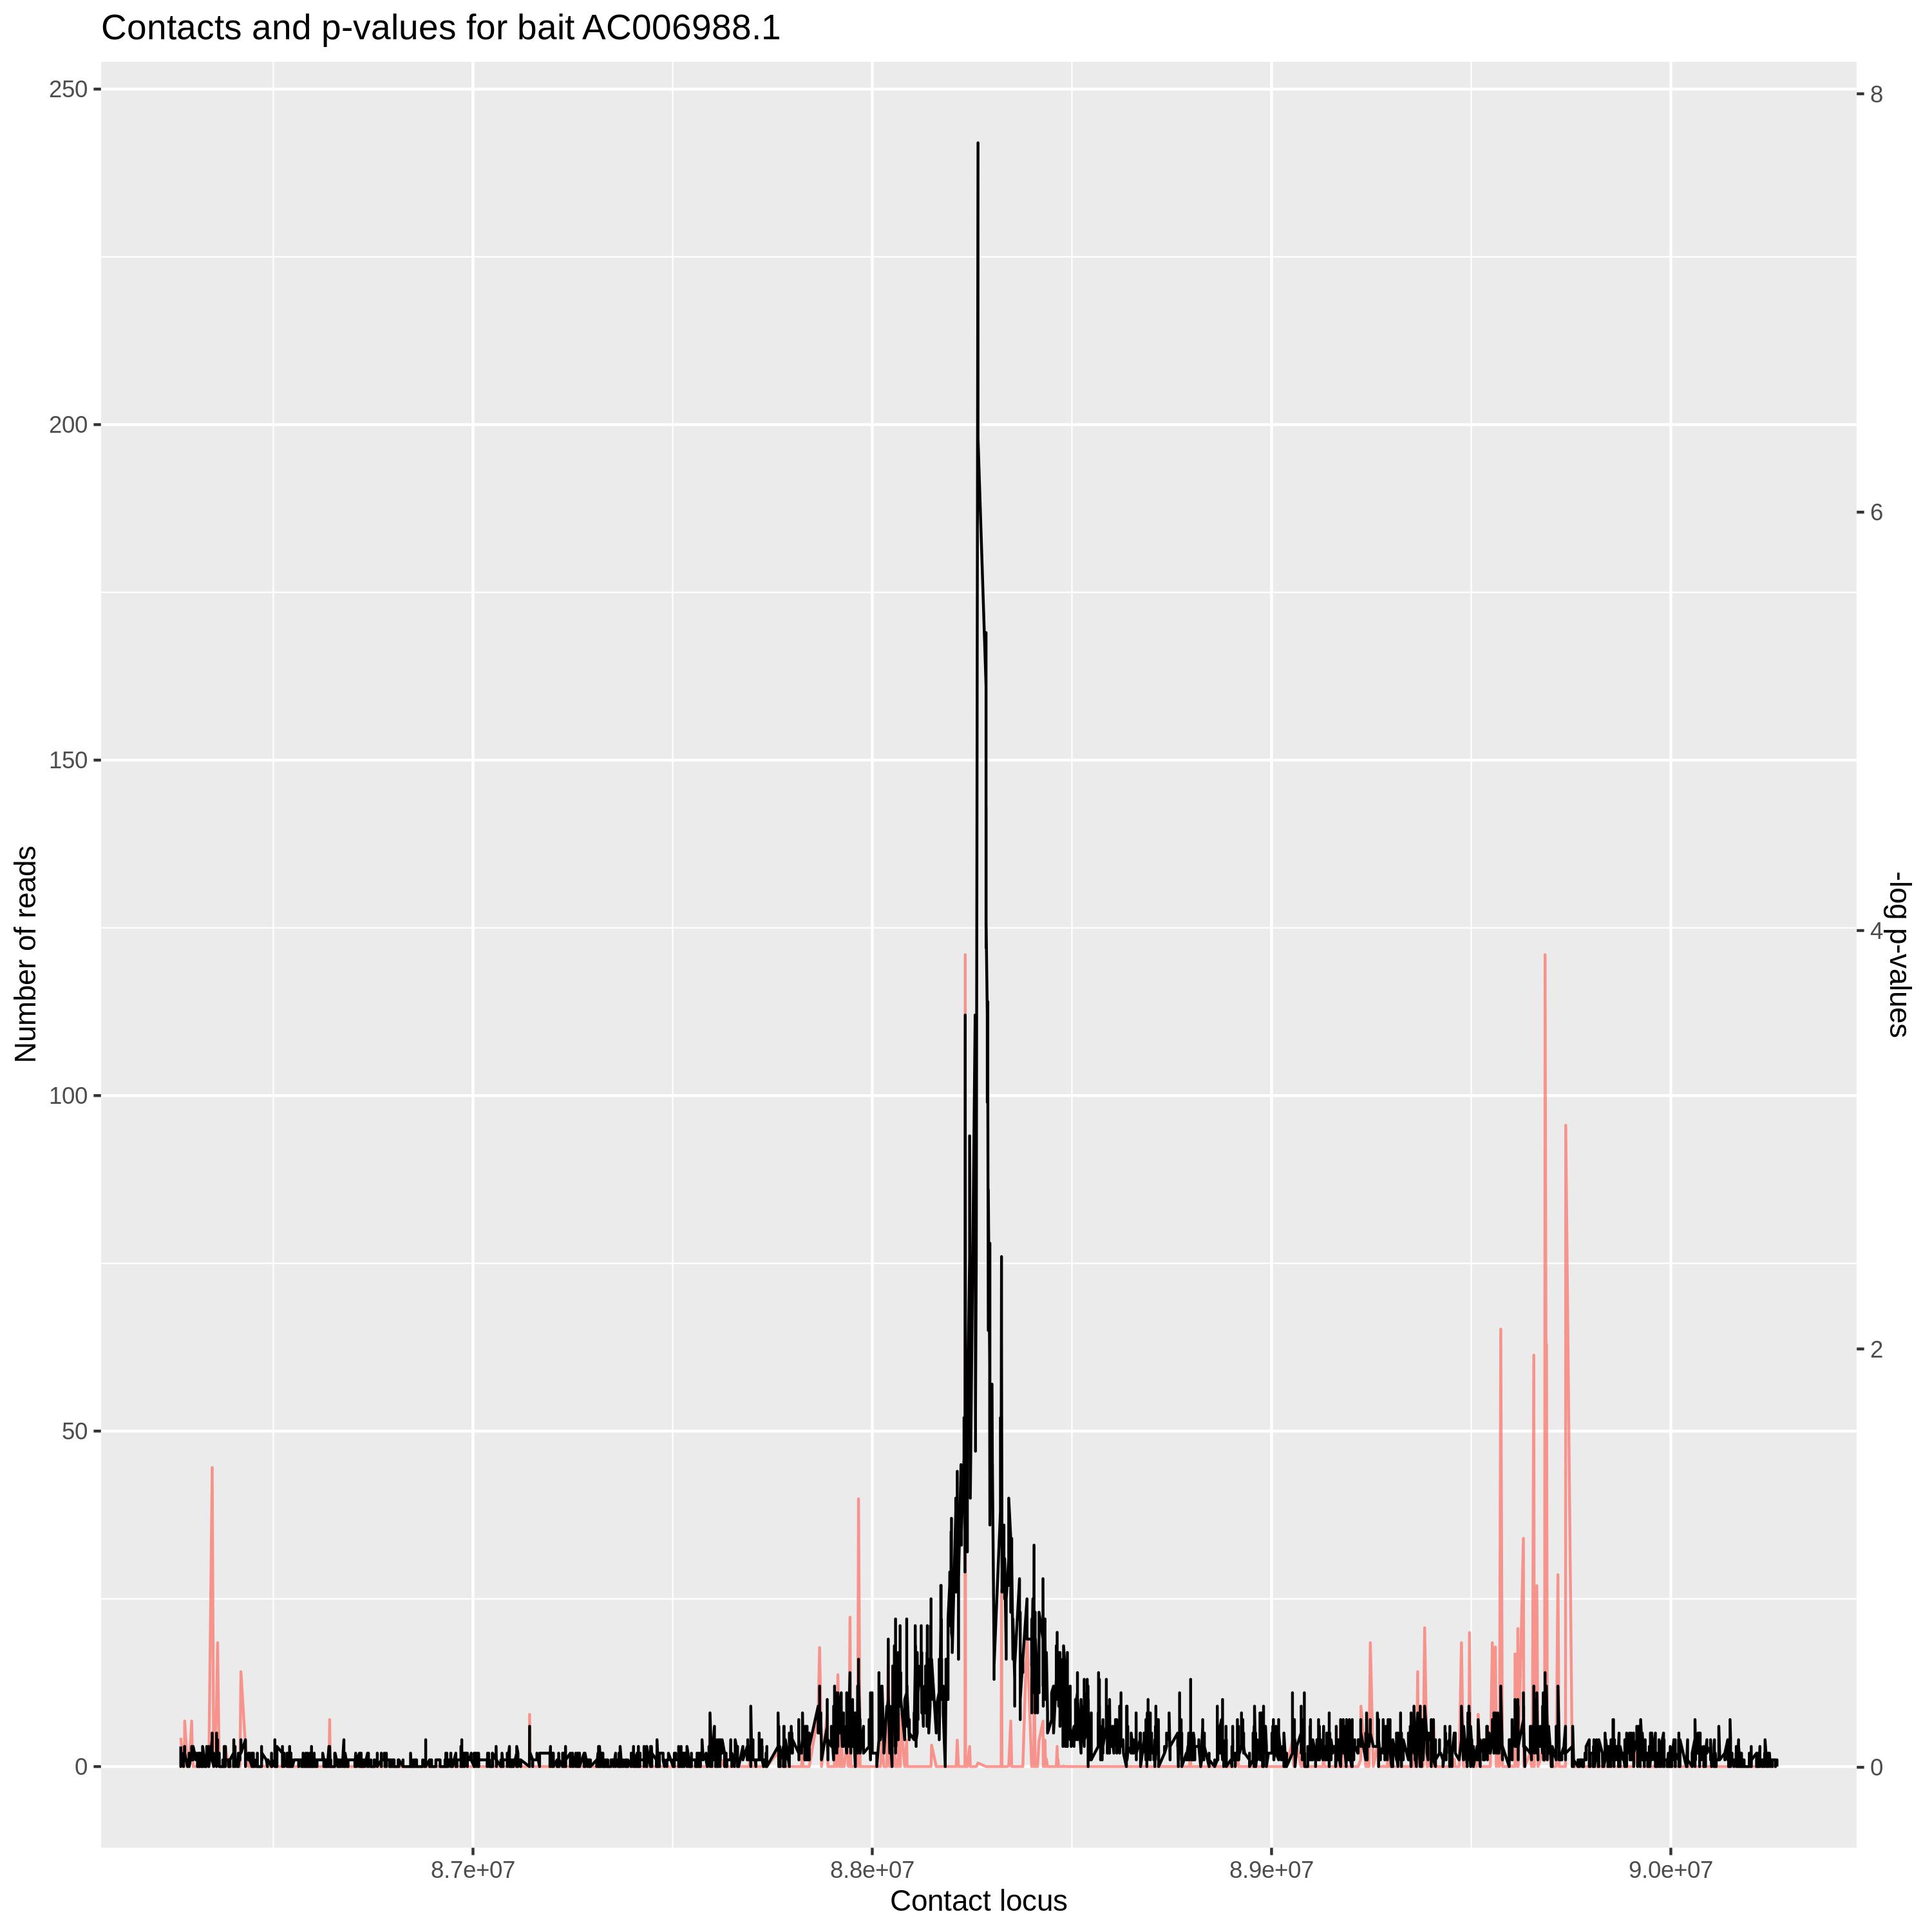 Contacts and p-values for bait AC006988.1
250
200
150
100
50
0
Number of reads
8
6
4
2
0
-log p-values
8.7e+07 8.8e+07 8.9e+07 9.0e+07
Contact locus